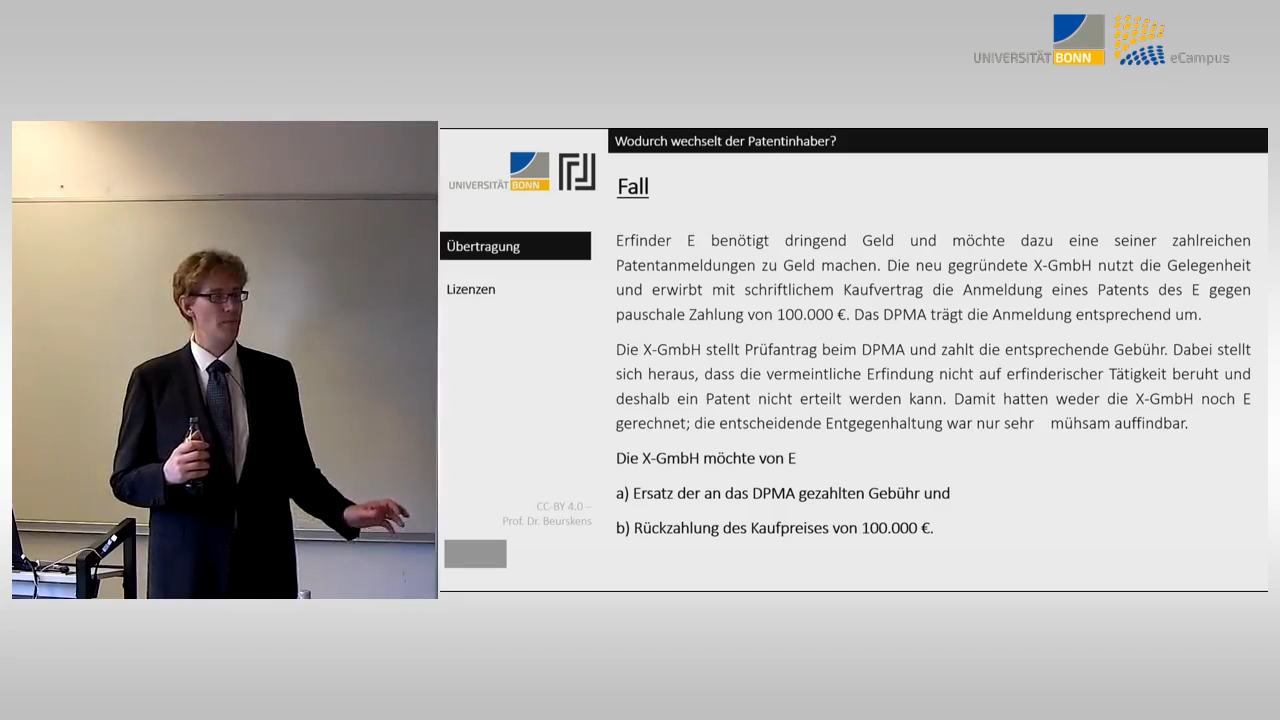 UNIVERSITÄT BONN eCampus
Wodurch wechselt der Patentinhaber?
UNIVERSITÄT BONN
Fall
Übertragung
Lizenzen
Erfinder E benötigt dringend Geld und möchte dazu eine seiner zahlreichen
Patentanmeldungen zu Geld machen. Die neu gegründete X-GmbH nutzt die Gelegenheit
und erwirbt mit schriftlichem Kaufvertrag die Anmeldung eines Patents des E gegen
pauschale Zahlung von 100.000 €. Das DPMA trägt die Anmeldung entsprechend um.
Die X-GmbH stellt Prüfantrag beim DPMA und zahlt die entsprechende Gebühr. Dabei stellt
sich heraus, dass die vermeintliche Erfindung nicht auf erfinderischer Tätigkeit beruht und
deshalb ein Patent nicht erteilt werden kann. Damit hatten weder die X-GmbH noch E
gerechnet; die entscheidende Entgegenhaltung war nur sehr mühsam auffindbar.
Die X-GmbH möchte von E
a) Ersatz der an das DPMA gezahlten Gebühr und
b) Rückzahlung des Kaufpreises von 100.000 €.
CC-BY 4.0 –
Prof. Dr. Beurskens